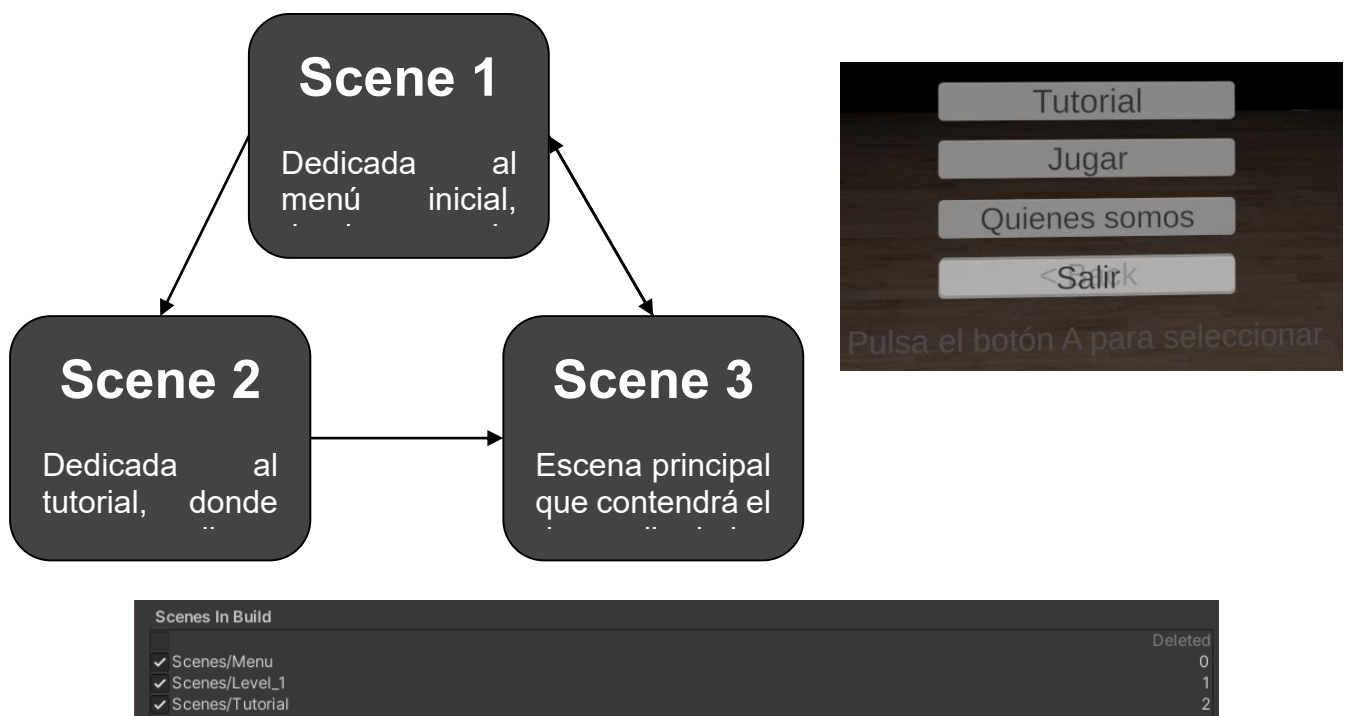 Scene 1
Dedicada al
menú inicial,
Scene 2
Dedicada al
tutorial, donde
Scene 3
Escena principal
que contendrá el
Tutorial
Jugar
Quienes somos
Salir
< Back
Pulsa el botón A para seleccionar
Scenes In Build
Deleted
Scenes/Menu 0
Scenes/Level_1 1
Scenes/Tutorial 2